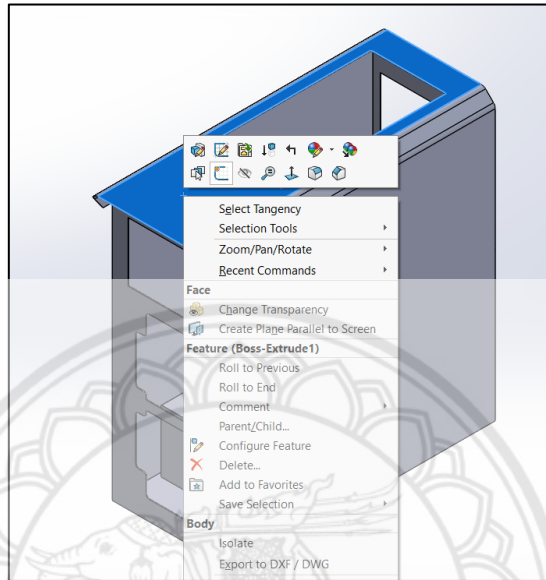 Select Tangency
Selection Tools
Zoom/Pan/Rotate
Recent Commands
Face
Change Transparency
Create Plane Parallel to Screen
Feature (Boss-Extrude1)
Roll to Previous
Roll to End
Comment
Parent/Child...
Configure Feature
Delete...
Add to Favorites
Save Selection
Body
Isolate
Export to DXF / DWG